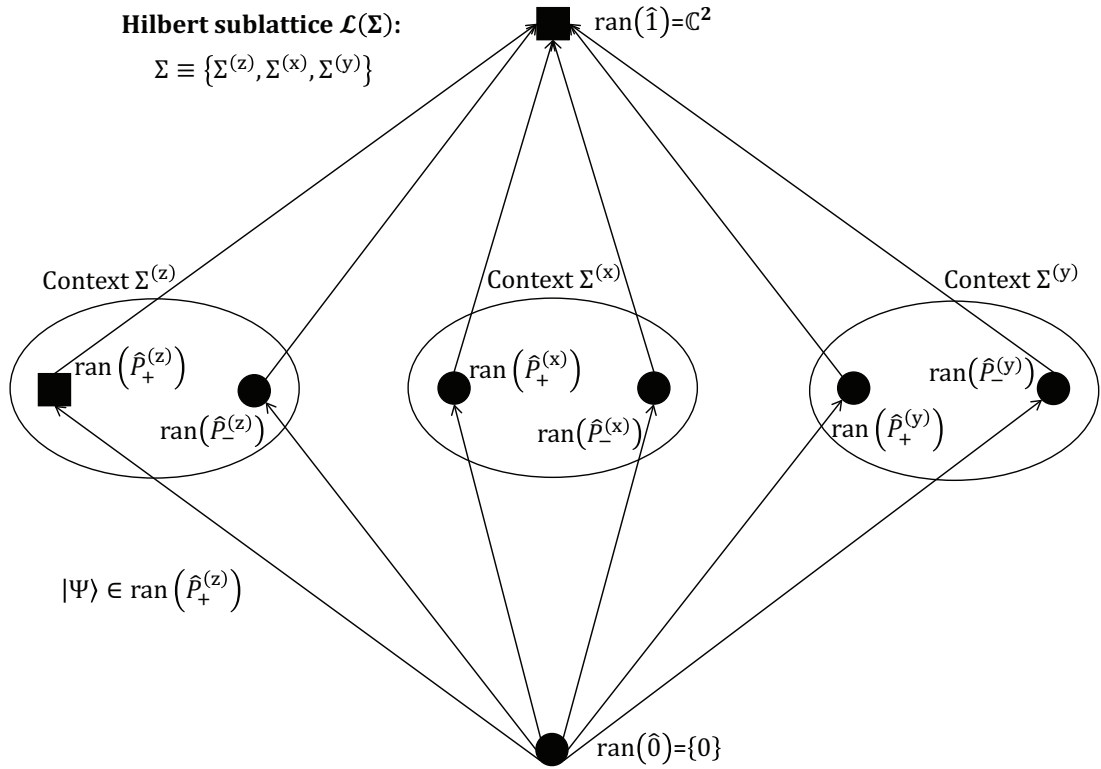 Hilbert sublattice 𝓛(Σ):
Σ ≡ {Σ⁽ᶻ⁾, Σ⁽ˣ⁾, Σ⁽ʸ⁾}
ran(1̂)=ℂ²
Context Σ⁽ᶻ⁾
Context Σ⁽ˣ⁾
Context Σ⁽ʸ⁾
ran(P̂₊⁽ᶻ⁾)
ran(P̂₋⁽ᶻ⁾)
ran(P̂₊⁽ˣ⁾)
ran(P̂₋⁽ˣ⁾)
ran(P̂₋⁽ʸ⁾)
ran(P̂₊⁽ʸ⁾)
|Ψ⟩ ∈ ran(P̂₊⁽ᶻ⁾)
ran(0̂)={0}